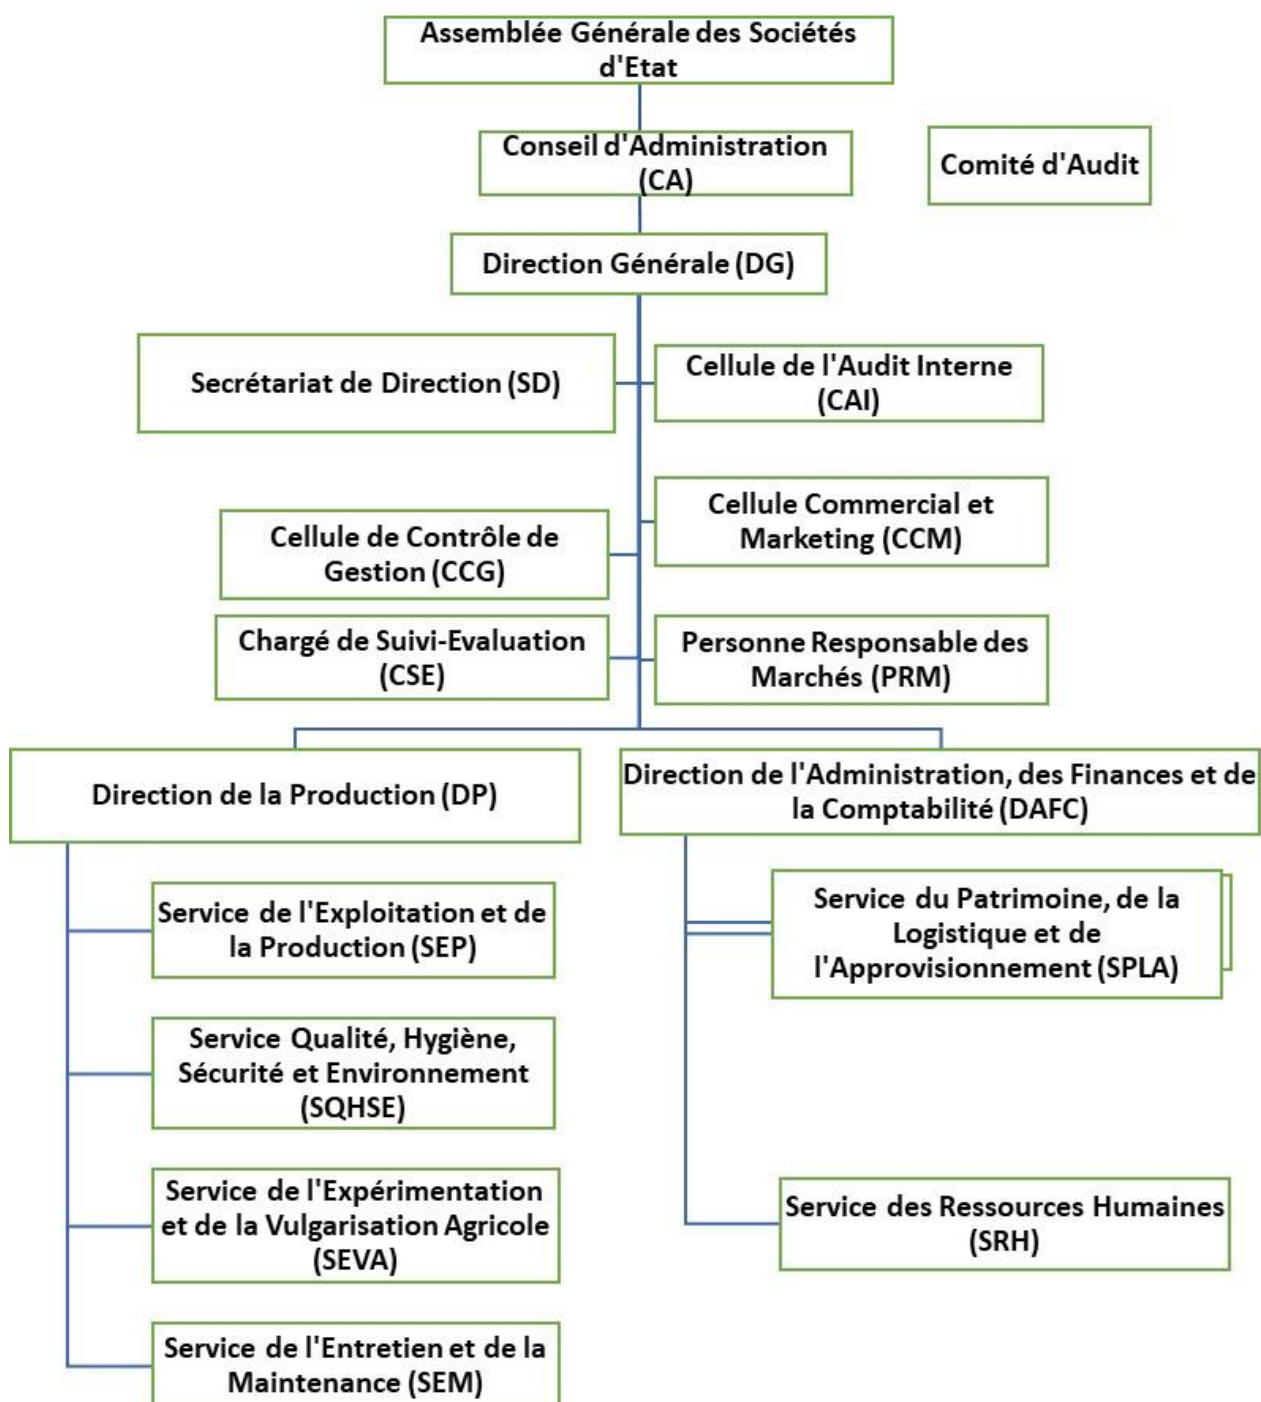 Assemblée Générale des Sociétés
d'Etat
Conseil d'Administration
(CA)
Comité d'Audit
Direction Générale (DG)
Secrétariat de Direction (SD)
Cellule de l'Audit Interne
(CAI)
Cellule Commercial et
Marketing (CCM)
Cellule de Contrôle de
Gestion (CCG)
Chargé de Suivi-Evaluation
(CSE)
Personne Responsable des
Marchés (PRM)
Direction de la Production (DP)
Direction de l'Administration, des Finances et de
la Comptabilité (DAFC)
Service de l'Exploitation et de
la Production (SEP)
Service du Patrimoine, de la
Logistique et de
l'Approvisionnement (SPLA)
Service Qualité, Hygiène,
Sécurité et Environnement
(SQHSE)
Service de l'Expérimentation
et de la Vulgarisation Agricole
(SEVA)
Service des Ressources Humaines
(SRH)
Service de l'Entretien et de la
Maintenance (SEM)